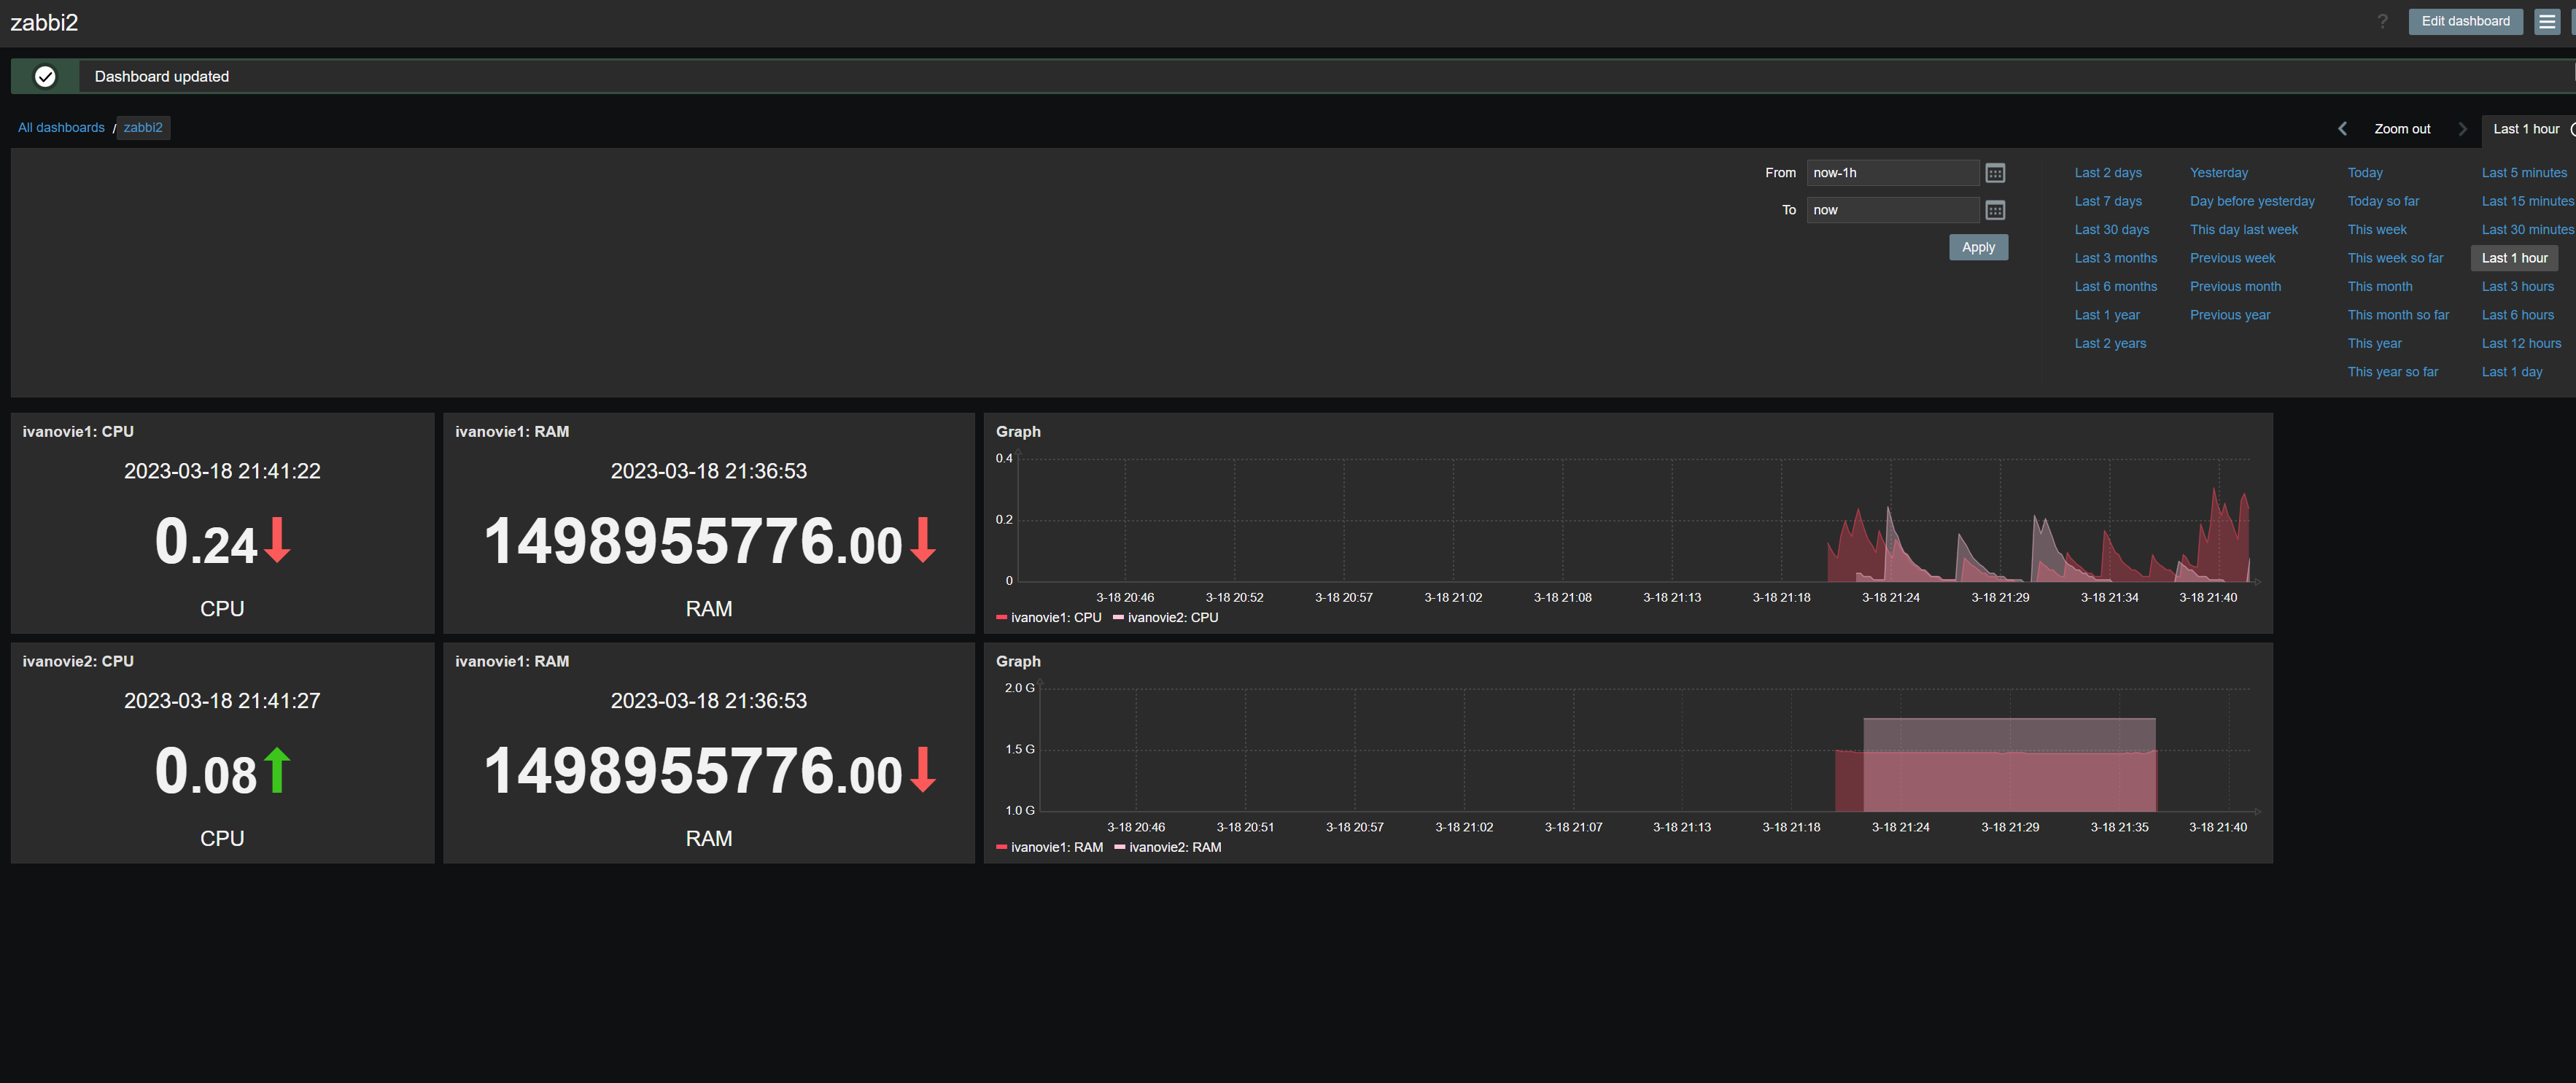 zabbi2
? Edit dashboard
Dashboard updated
All dashboards / zabbi2
Zoom out Last 1 hour
From now-1h
To now
Apply
Last 2 days Yesterday Today Last 5 minutes
Last 7 days Day before yesterday Today so far Last 15 minutes
Last 30 days This day last week This week Last 30 minutes
Last 3 months Previous week This week so far Last 1 hour
Last 6 months Previous month This month Last 3 hours
Last 1 year Previous year This month so far Last 6 hours
Last 2 years This year Last 12 hours
This year so far Last 1 day
ivanovie1: CPU
2023-03-18 21:41:22
0.24
CPU
ivanovie1: RAM
2023-03-18 21:36:53
1498955776.00
RAM
Graph
0.4
0.2
0
3-18 20:46 3-18 20:52 3-18 20:57 3-18 21:02 3-18 21:08 3-18 21:13 3-18 21:18 3-18 21:24 3-18 21:29 3-18 21:34 3-18 21:40
ivanovie1: CPU ivanovie2: CPU
ivanovie2: CPU
2023-03-18 21:41:27
0.08
CPU
ivanovie1: RAM
2023-03-18 21:36:53
1498955776.00
RAM
Graph
2.0 G
1.5 G
1.0 G
3-18 20:46 3-18 20:51 3-18 20:57 3-18 21:02 3-18 21:07 3-18 21:13 3-18 21:18 3-18 21:24 3-18 21:29 3-18 21:35 3-18 21:40
ivanovie1: RAM ivanovie2: RAM